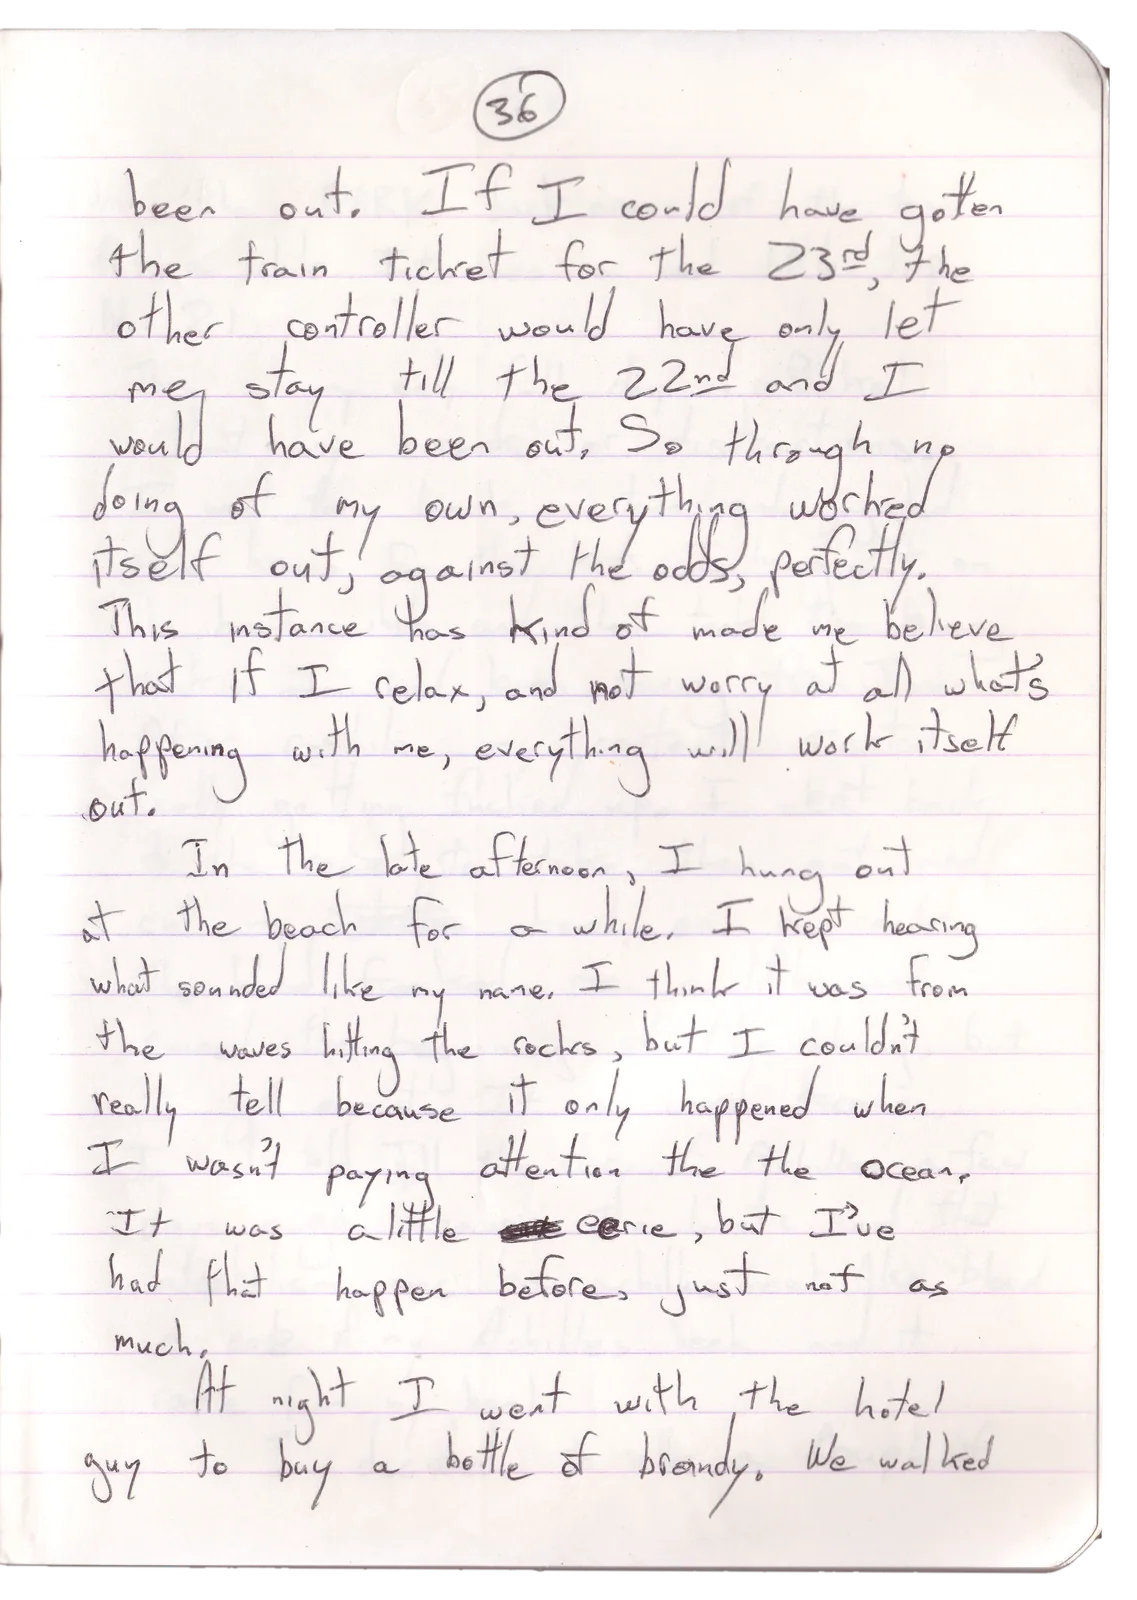 36
been out. If I could have gotten
the train ticket for the 23rd, the
other controller would have only let
me stay till the 22nd and I
would have been out. So through no
doing of my own, everything worked
itself out, against the odds, perfectly.
This instance has kind of made me believe
that if I relax, and not worry at all what's
happening with me, everything will work itself
out.
In the late afternoon, I hung out
at the beach for a while. I kept hearing
what sounded like my name. I think it was from
the waves hitting the rocks, but I couldn't
really tell because it only happened when
I wasn't paying attention the the ocean.
It was a little eerie, but I've
had that happen before, just not as
much.
At night I went with the hotel
guy to buy a bottle of brandy. We walked